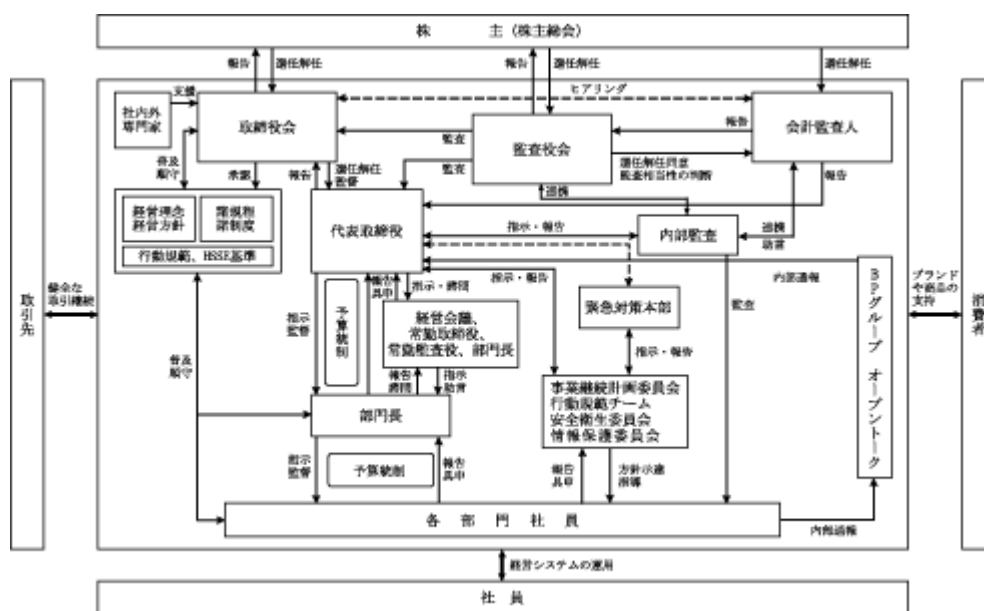 株 主（株主総会）
報告
選任解任
報告
選任解任
選任解任
ヒアリング
社内外
専門家
支援
取締役会
監査
監査役会
報告
会計監査人
監査
選任解任同意
監査相当性の判断
普及
順守
承認
報告
選任解任
監督
連携
報告
経営理念
経営方針
諸規程
諸制度
行動規範、HSSE基準
代表取締役
指示・報告
内部監査
連携
助言
内部通報
取引先
健全な
取引継続
指示
監督
予算統制
報告
具申
指示・諮問
指示・報告
緊急対策本部
監査
BPグループ オープントーク
ブランド
や商品の
支持
消費者
経営会議、
常勤取締役、
常勤監査役、部門長
指示・報告
普及
順守
報告
諮問
指示
助言
事業継続計画委員会
行動規範チーム
安全衛生委員会
情報保護委員会
部門長
指示
監督
予算統制
報告
具申
報告
具申
方針示達
指導
各部門社員
内部通報
経営システムの運用
社員